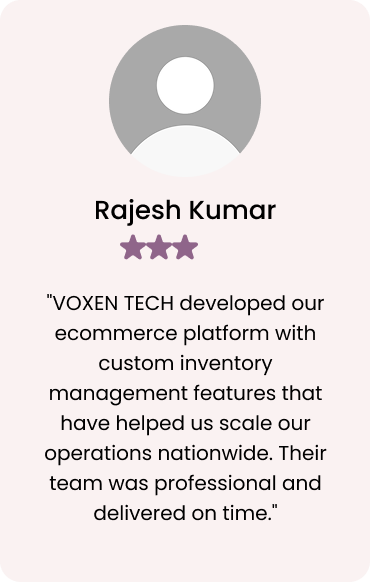 Rajesh Kumar
"VOXEN TECH developed our
ecommerce platform with
custom inventory
management features that
have helped us scale our
operations nationwide. Their
team was professional and
delivered on time."